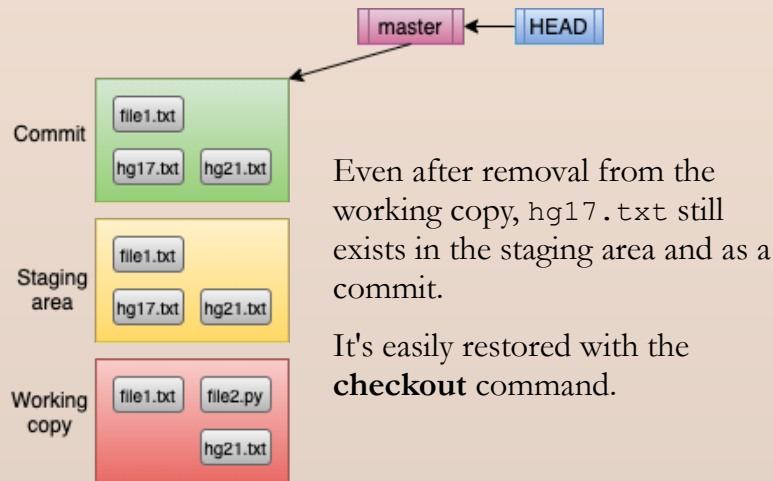 master HEAD
Commit
file1.txt
hg17.txt hg21.txt
Even after removal from the
working copy, hg17.txt still
exists in the staging area and as a
commit.
Staging
area
file1.txt
hg17.txt hg21.txt
It's easily restored with the
checkout command.
Working
copy
file1.txt file2.py
hg21.txt